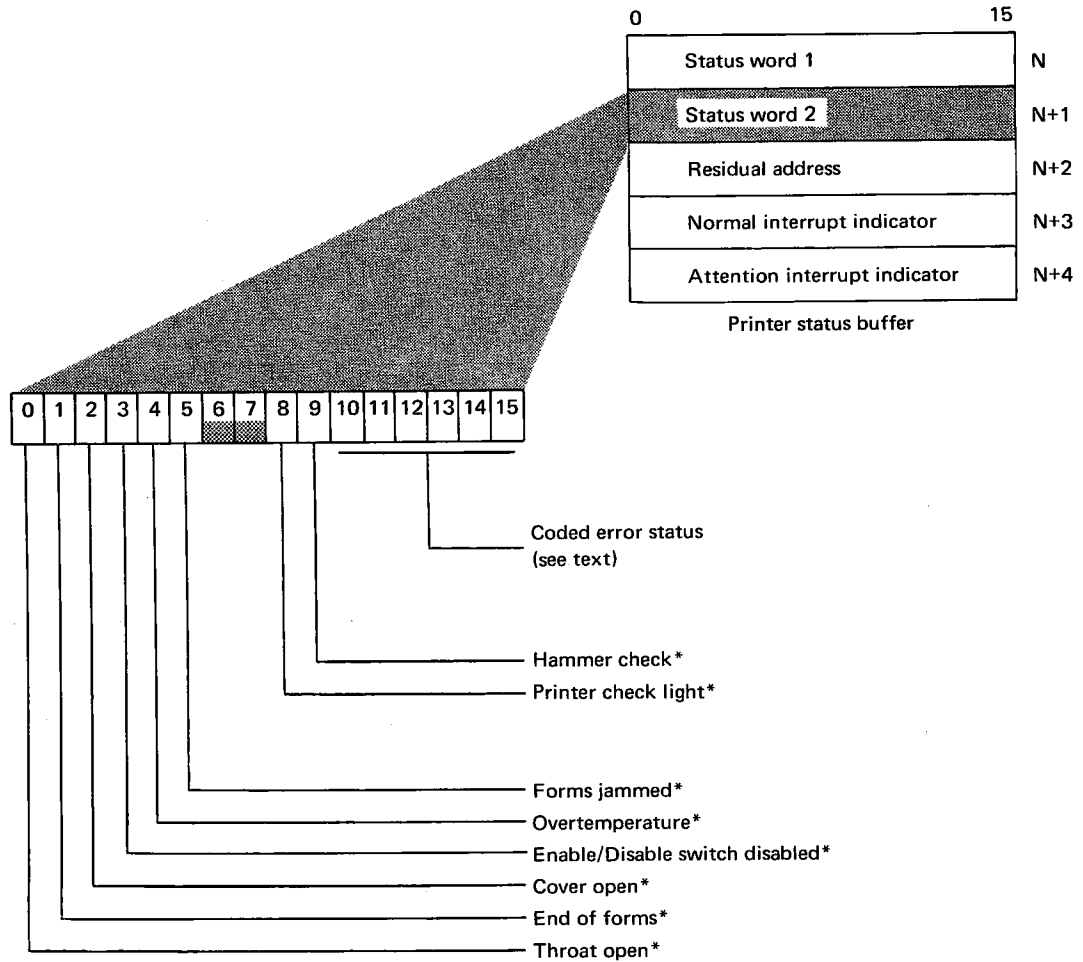 0 15
Status word 1 N
Status word 2 N+1
Residual address N+2
Normal interrupt indicator N+3
Attention interrupt indicator N+4
Printer status buffer
0 1 2 3 4 5 6 7 8 9 10 11 12 13 14 15
Coded error status
(see text)
Hammer check*
Printer check light*
Forms jammed*
Overtemperature*
Enable/Disable switch disabled*
Cover open*
End of forms*
Throat open*